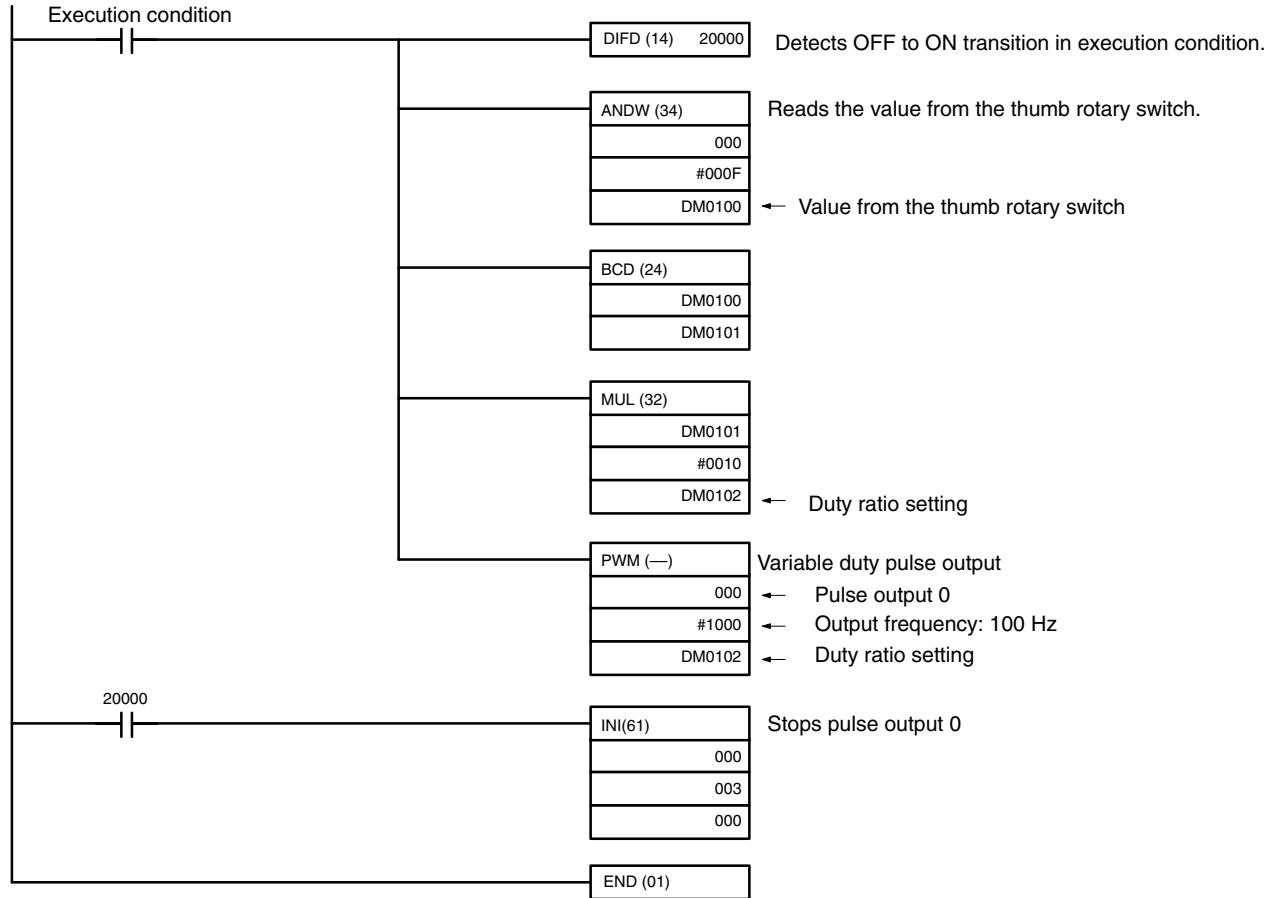 Execution condition
DIFD (14) 20000 Detects OFF to ON transition in execution condition.
ANDW (34) Reads the value from the thumb rotary switch.
000
#000F
DM0100 ← Value from the thumb rotary switch
BCD (24)
DM0100
DM0101
MUL (32)
DM0101
#0010
DM0102 ← Duty ratio setting
PWM (––) Variable duty pulse output
000 ← Pulse output 0
#1000 ← Output frequency: 100 Hz
DM0102 ← Duty ratio setting
20000
INI(61) Stops pulse output 0
000
003
000
END (01)